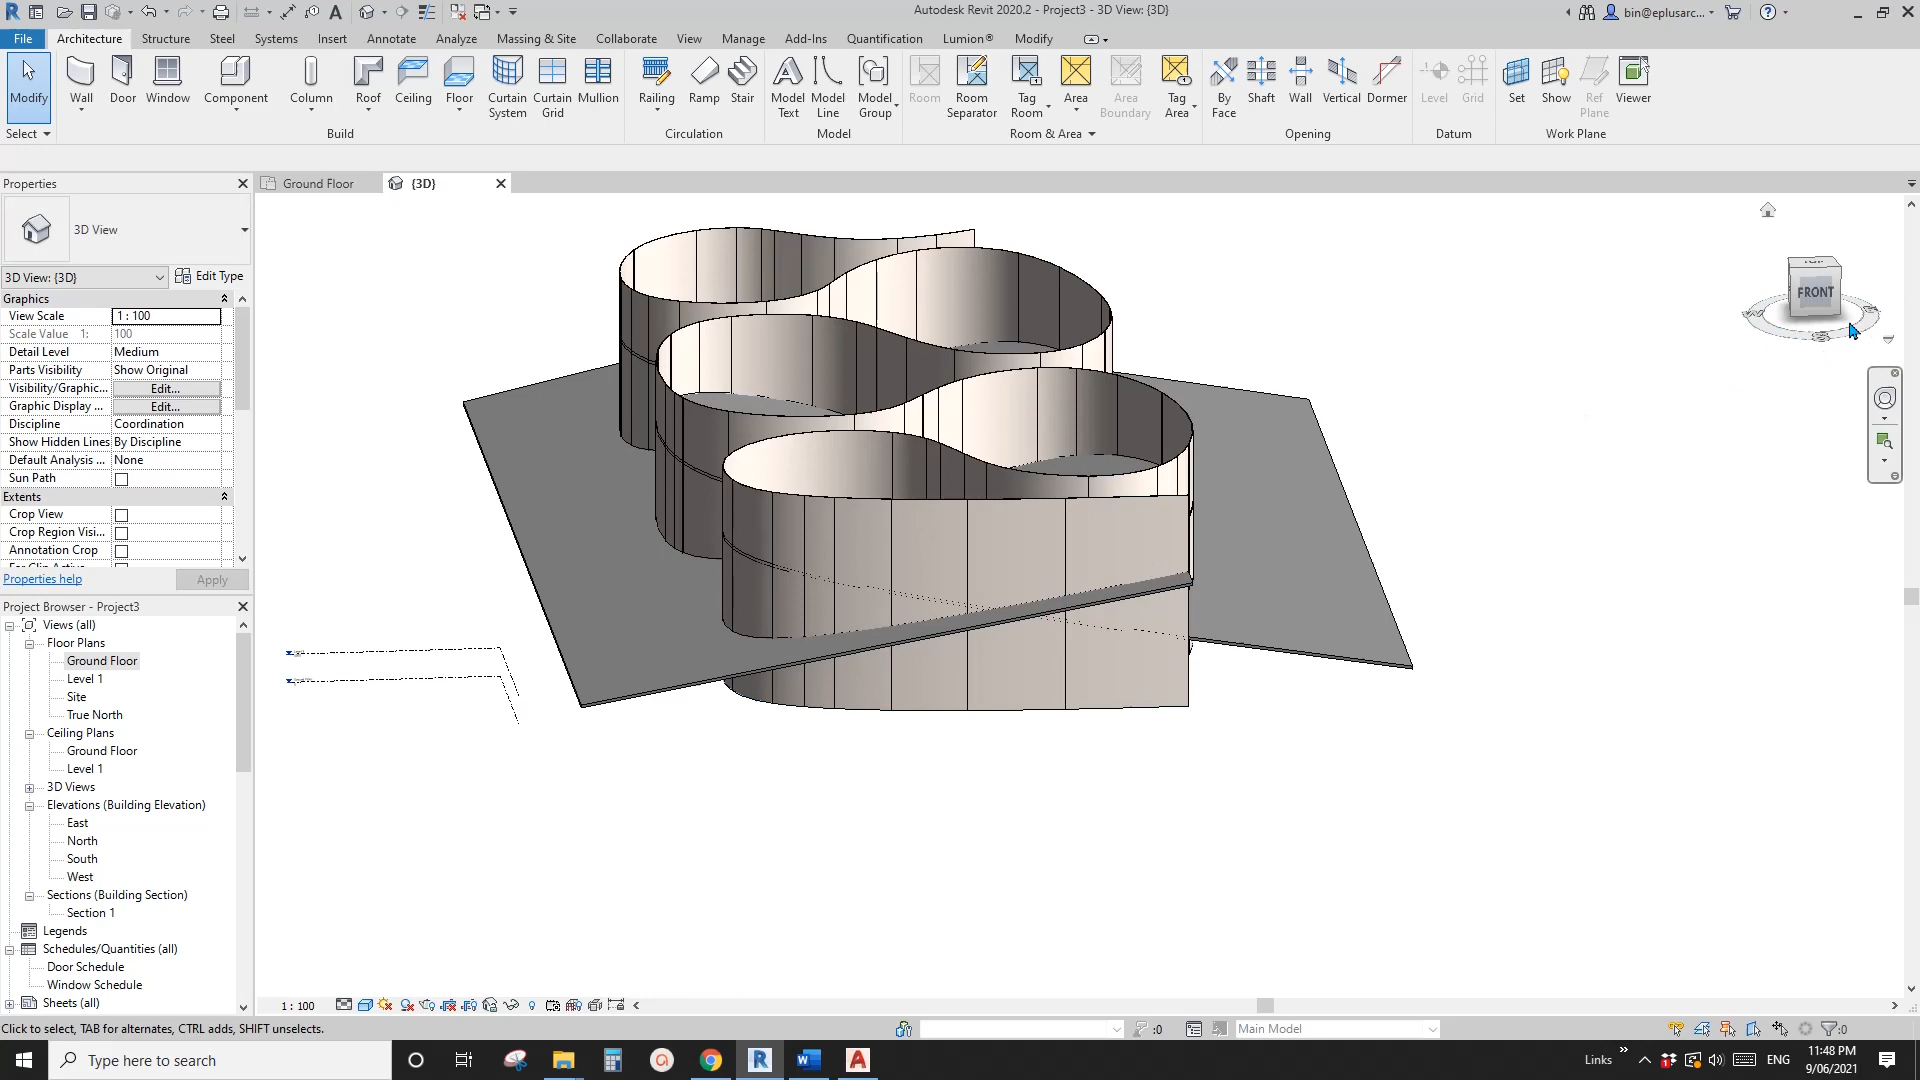 Autodesk Revit 2020.2 - Project3 - 3D View: {3D}
bin@eplusarc...
File Architecture Structure Steel Systems Insert Annotate Analyze Massing & Site Collaborate View Manage Add-Ins Quantification Lumion® Modify
Modify Wall Door Window Component Column Roof Ceiling Floor Curtain System Curtain Grid Mullion Railing Ramp Stair Model Text Model Line Model Group Room Room Separator Tag Room Area Area Boundary Tag Area By Face Shaft Wall Vertical Dormer Level Grid Set Show Ref Plane Viewer
Select Build Circulation Model Room & Area Opening Datum Work Plane
Properties
Ground Floor {3D}
3D View
3D View: {3D} Edit Type
Graphics
View Scale 1 : 100
Scale Value 1: 100
Detail Level Medium
Parts Visibility Show Original
Visibility/Graphic... Edit...
Graphic Display ... Edit...
Discipline Coordination
Show Hidden Lines By Discipline
Default Analysis ... None
Sun Path
Extents
Crop View
Crop Region Visi...
Annotation Crop
Properties help Apply
Project Browser - Project3
Views (all)
Floor Plans
Ground Floor
Level 1
Site
True North
Ceiling Plans
Ground Floor
Level 1
3D Views
Elevations (Building Elevation)
East
North
South
West
Sections (Building Section)
Section 1
Legends
Schedules/Quantities (all)
Door Schedule
Window Schedule
Sheets (all)
TOP
FRONT
1 : 100
Click to select, TAB for alternates, CTRL adds, SHIFT unselects.
:0
Main Model
:0
Type here to search
Links
ENG
11:48 PM
9/06/2021